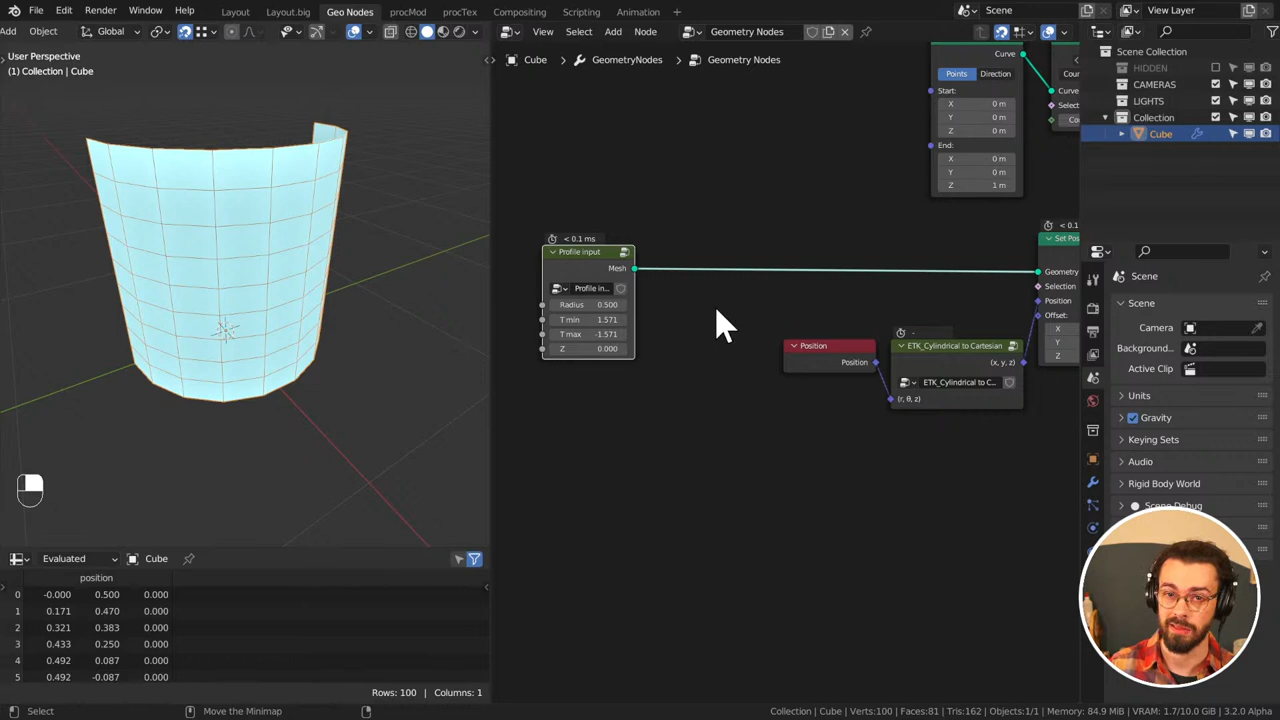 File Edit Render Window Help Layout Layout.big Geo Nodes procMod procTex Compositing Scripting Animation + Scene View Layer
Add Object Global View Select Add Node Geometry Nodes
User Perspective
(1) Collection | Cube
Cube > GeometryNodes > Geometry Nodes
Scene Collection
HIDDEN
CAMERAS
LIGHTS
Collection
Cube
Curve
Points Direction
Start:
X 0 m
Y 0 m
Z 0 m
End:
X 0 m
Y 0 m
Z 1 m
Cou
Curve
Select
Cou
< 0.1 ms
Profile input
Mesh
Profile in...
Radius 0.500
T min 1.571
T max -1.571
Z 0.000
Position
Position
-
ETK_Cylindrical to Cartesian
(x, y, z)
ETK_Cylindrical to C...
(r, θ, z)
< 0.1
Set Pos
Geometry
Selection
Position
Offset:
X
Y
Z
Scene
Scene
Camera
Background...
Active Clip
Units
Gravity
Keying Sets
Audio
Rigid Body World
Scene Debug
Evaluated Cube
position
0 -0.000 0.500 0.000
1 0.171 0.470 0.000
2 0.321 0.383 0.000
3 0.433 0.250 0.000
4 0.492 0.087 0.000
5 0.492 -0.087 0.000
Rows: 100 | Columns: 1
Select Move the Minimap Collection | Cube | Verts:100 | Faces:81 | Tris:162 | Objects:1/1 | Memory: 84.9 MiB | VRAM: 1.7/10.0 GiB | 3.2.0 Alpha